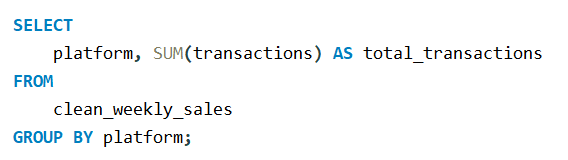 SELECT
    platform, SUM(transactions) AS total_transactions
FROM
    clean_weekly_sales
GROUP BY platform;